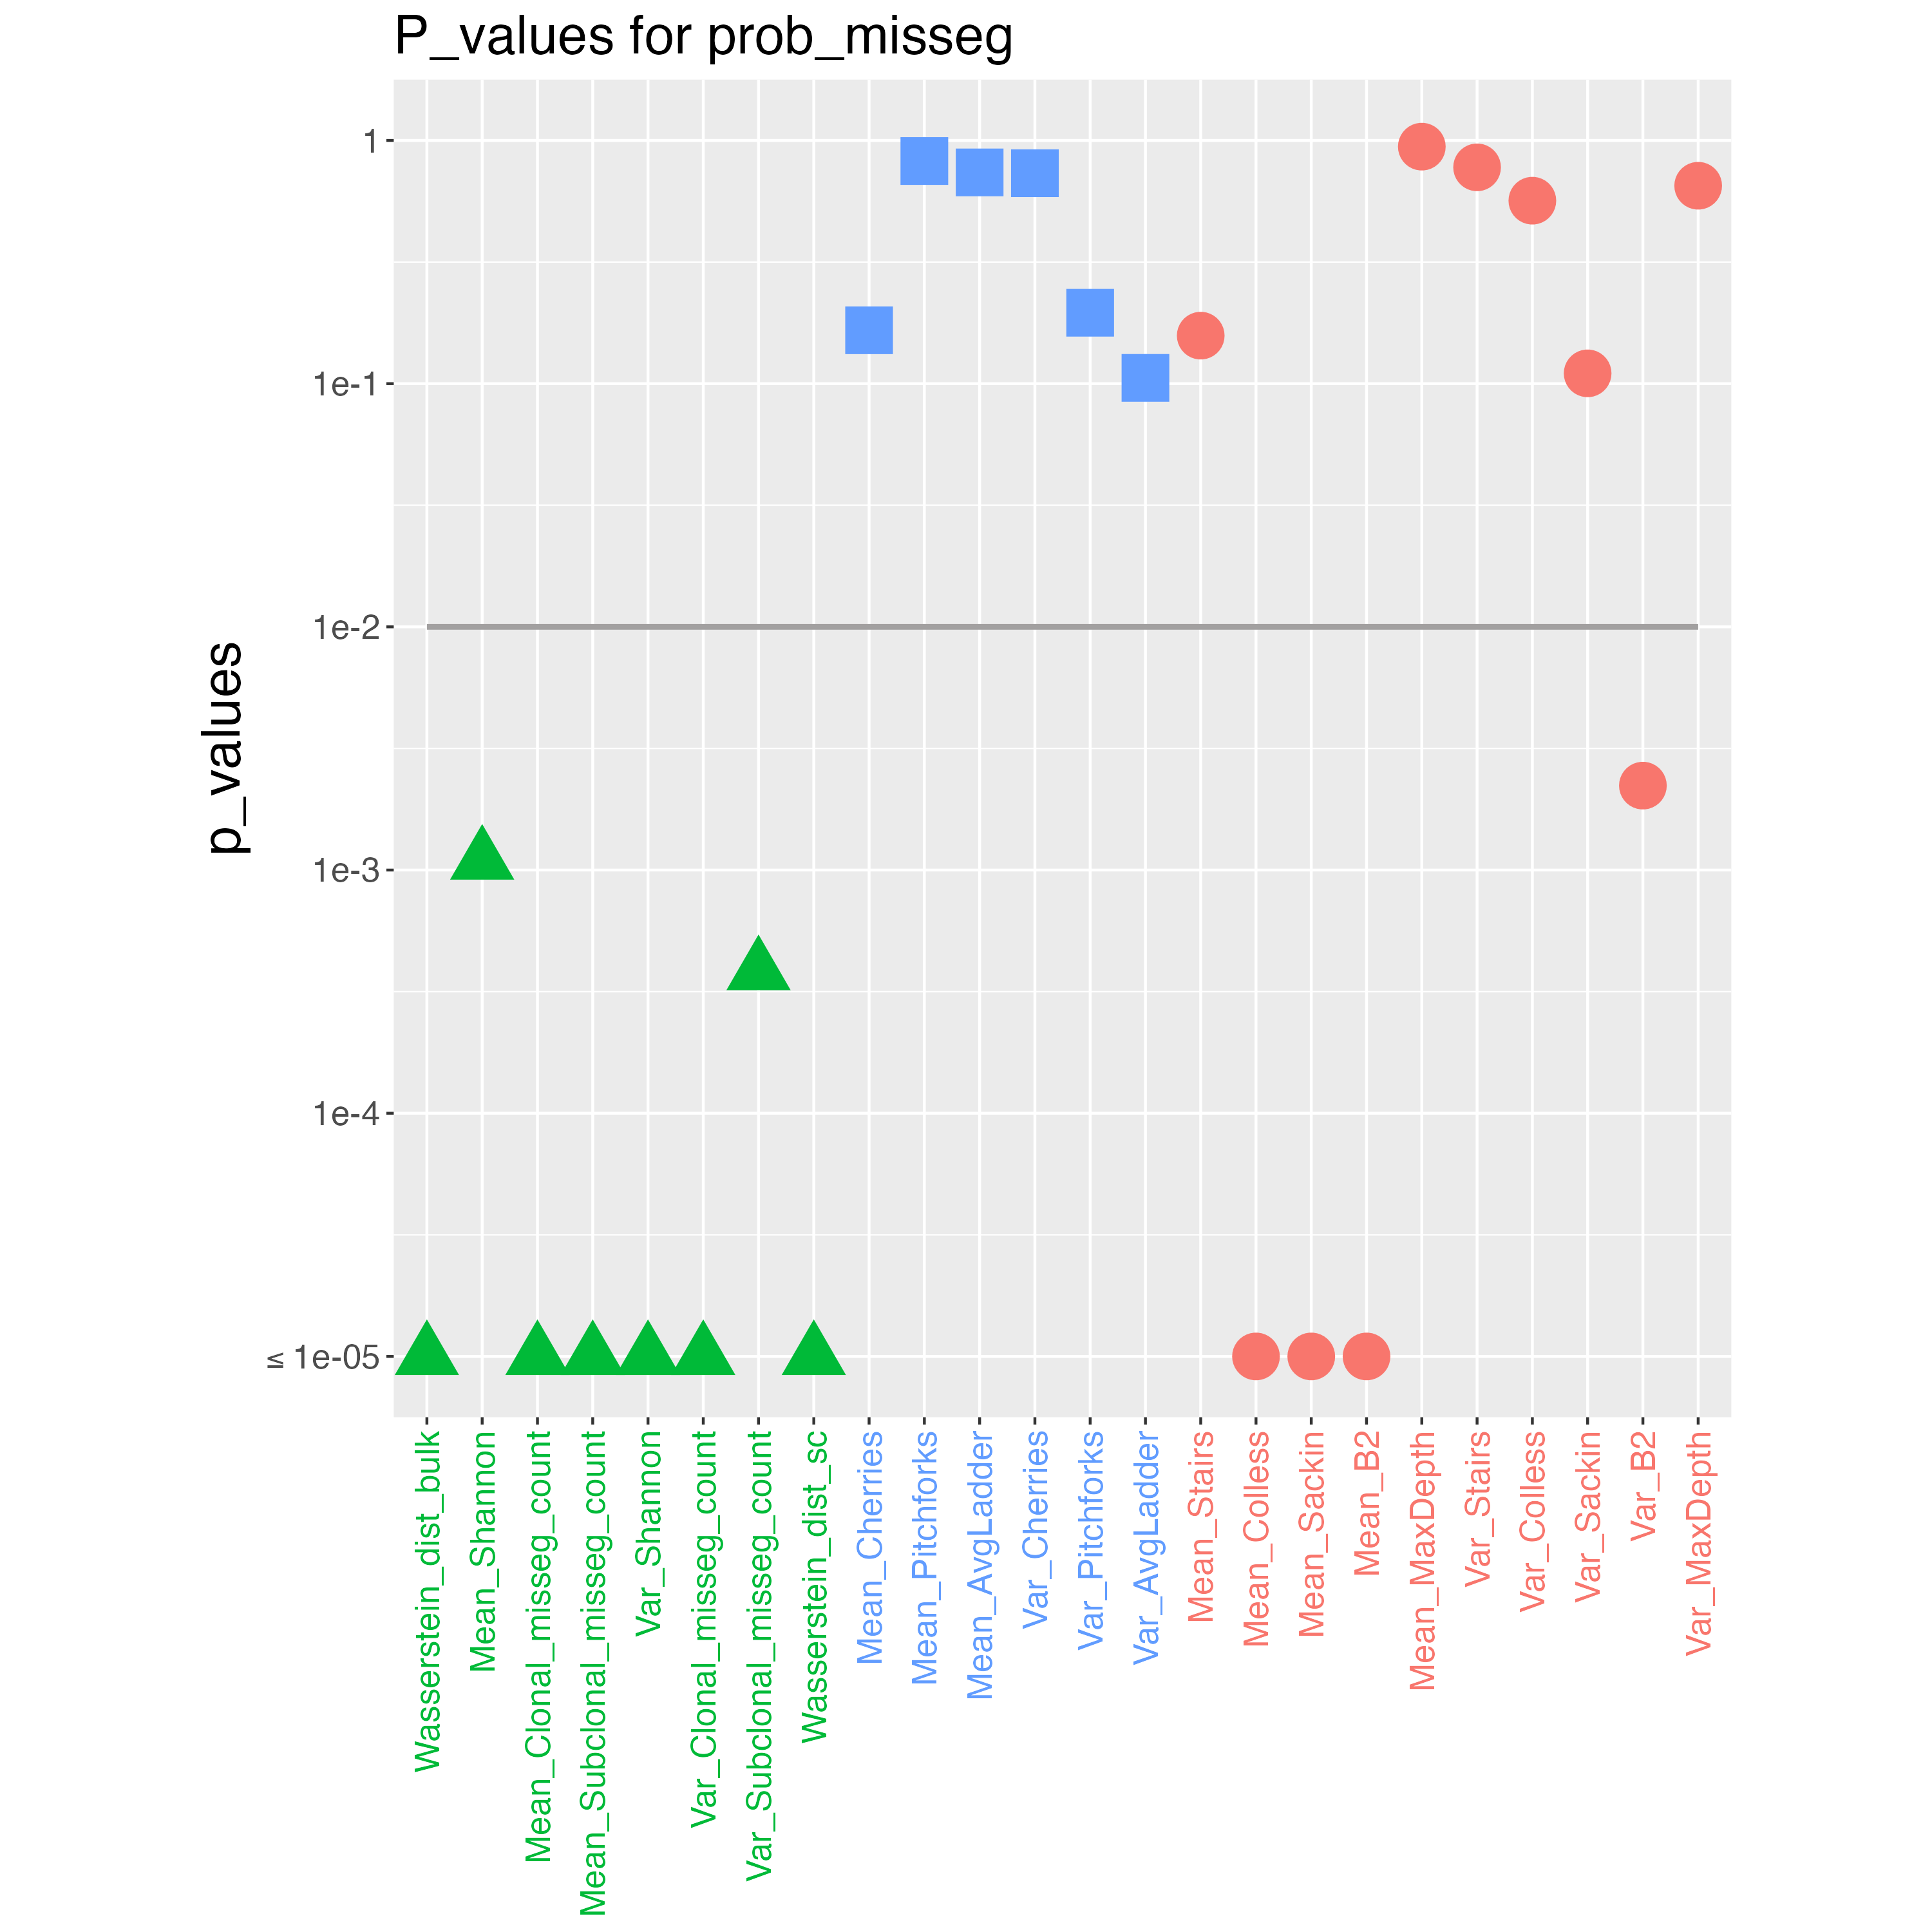 P_values for prob_misseg
p_values
1
1e-1
1e-2
1e-3
1e-4
≤ 1e-05
Wasserstein_dist_bulk
Mean_Shannon
Mean_Clonal_misseg_count
Mean_Subclonal_misseg_count
Var_Shannon
Var_Clonal_misseg_count
Var_Subclonal_misseg_count
Wasserstein_dist_sc
Mean_Cherries
Mean_Pitchforks
Mean_AvgLadder
Var_Cherries
Var_Pitchforks
Var_AvgLadder
Mean_Stairs
Mean_Colless
Mean_Sackin
Mean_B2
Mean_MaxDepth
Var_Stairs
Var_Colless
Var_Sackin
Var_B2
Var_MaxDepth